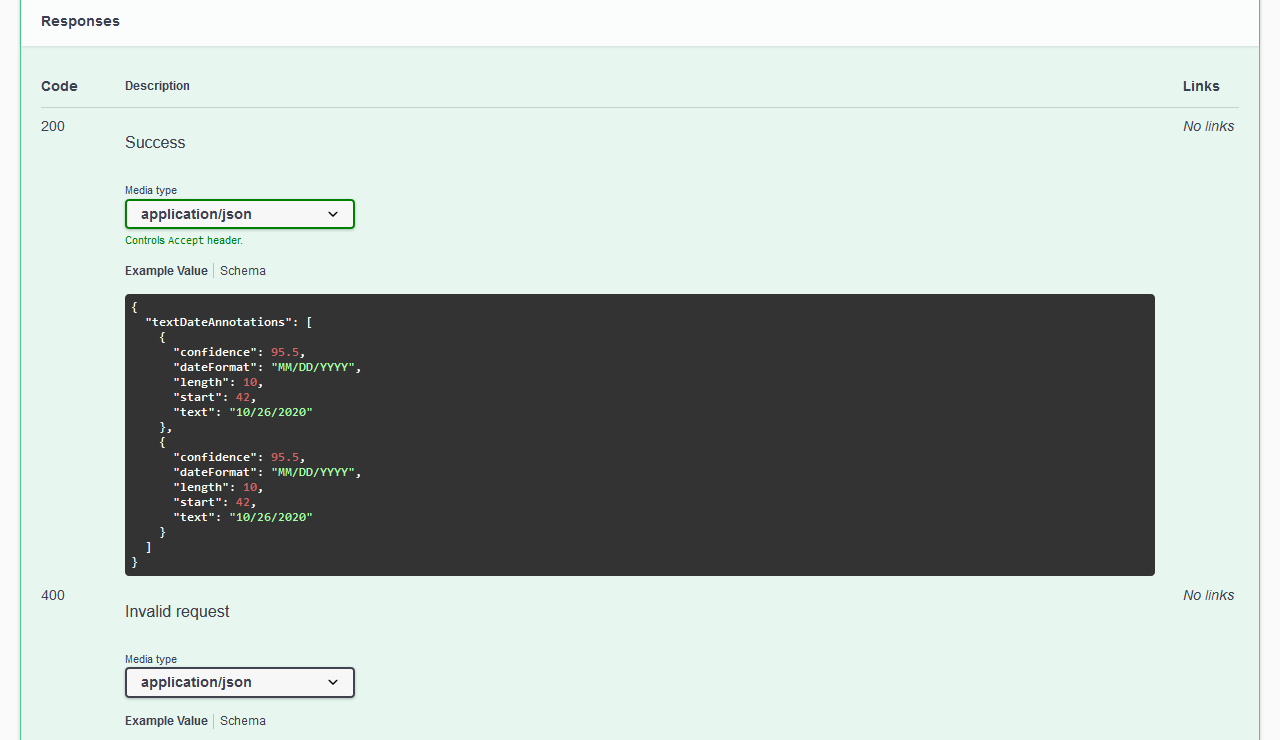 Responses
Code Description Links
200 Success No links
Media type
application/json
Controls Accept header.
Example Value Schema
{
  "textDateAnnotations": [
    {
      "confidence": 95.5,
      "dateFormat": "MM/DD/YYYY",
      "length": 10,
      "start": 42,
      "text": "10/26/2020"
    },
    {
      "confidence": 95.5,
      "dateFormat": "MM/DD/YYYY",
      "length": 10,
      "start": 42,
      "text": "10/26/2020"
    }
  ]
}
400 Invalid request No links
Media type
application/json
Example Value Schema